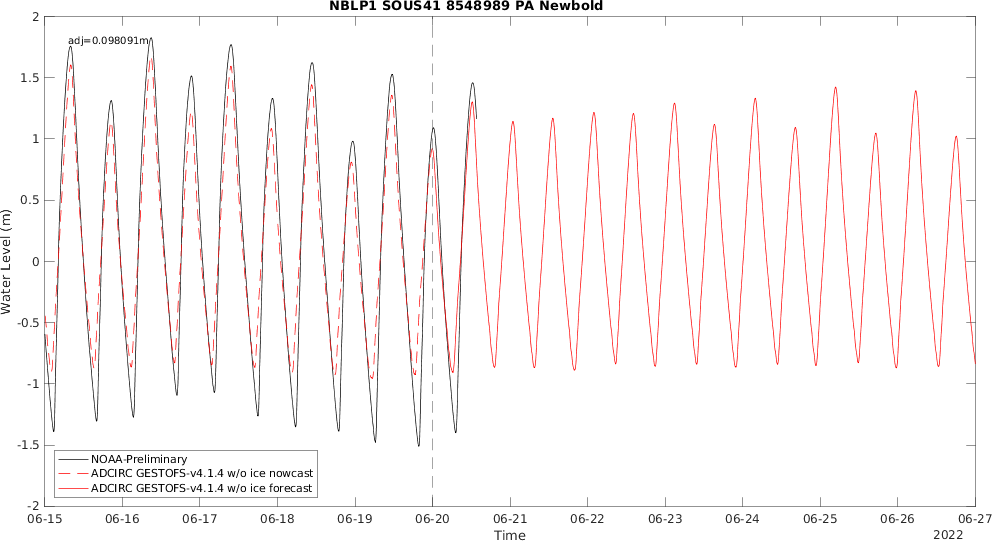 NBLP1 SOUS41 8548989 PA Newbold
adj=0.098091m
Water Level (m)
2
1.5
1
0.5
0
-0.5
-1
-1.5
-2
NOAA-Preliminary
ADCIRC GESTOFS-v4.1.4 w/o ice nowcast
ADCIRC GESTOFS-v4.1.4 w/o ice forecast
06-15 06-16 06-17 06-18 06-19 06-20 06-21 06-22 06-23 06-24 06-25 06-26 06-27
Time
2022